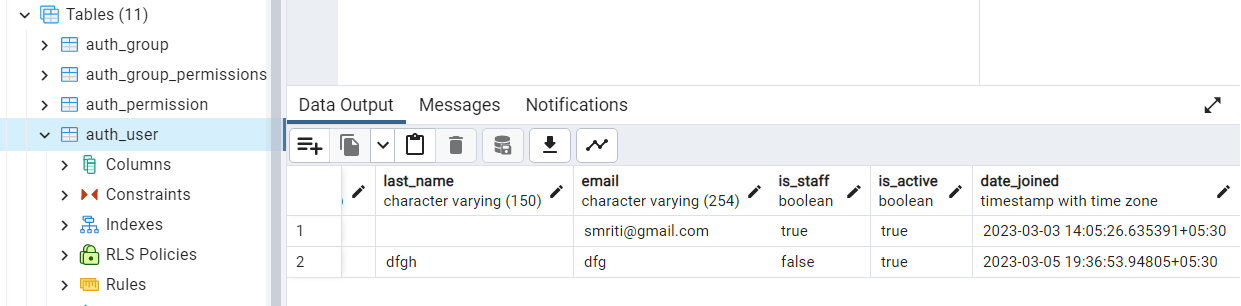 Tables (11)
auth_group
auth_group_permissions
auth_permission
auth_user
Columns
Constraints
Indexes
RLS Policies
Rules
Data Output Messages Notifications
last_name email is_staff is_active date_joined
character varying (150) character varying (254) boolean boolean timestamp with time zone
1 smriti@gmail.com true true 2023-03-03 14:05:26.635391+05:30
2 dfgh dfg false true 2023-03-05 19:36:53.94805+05:30